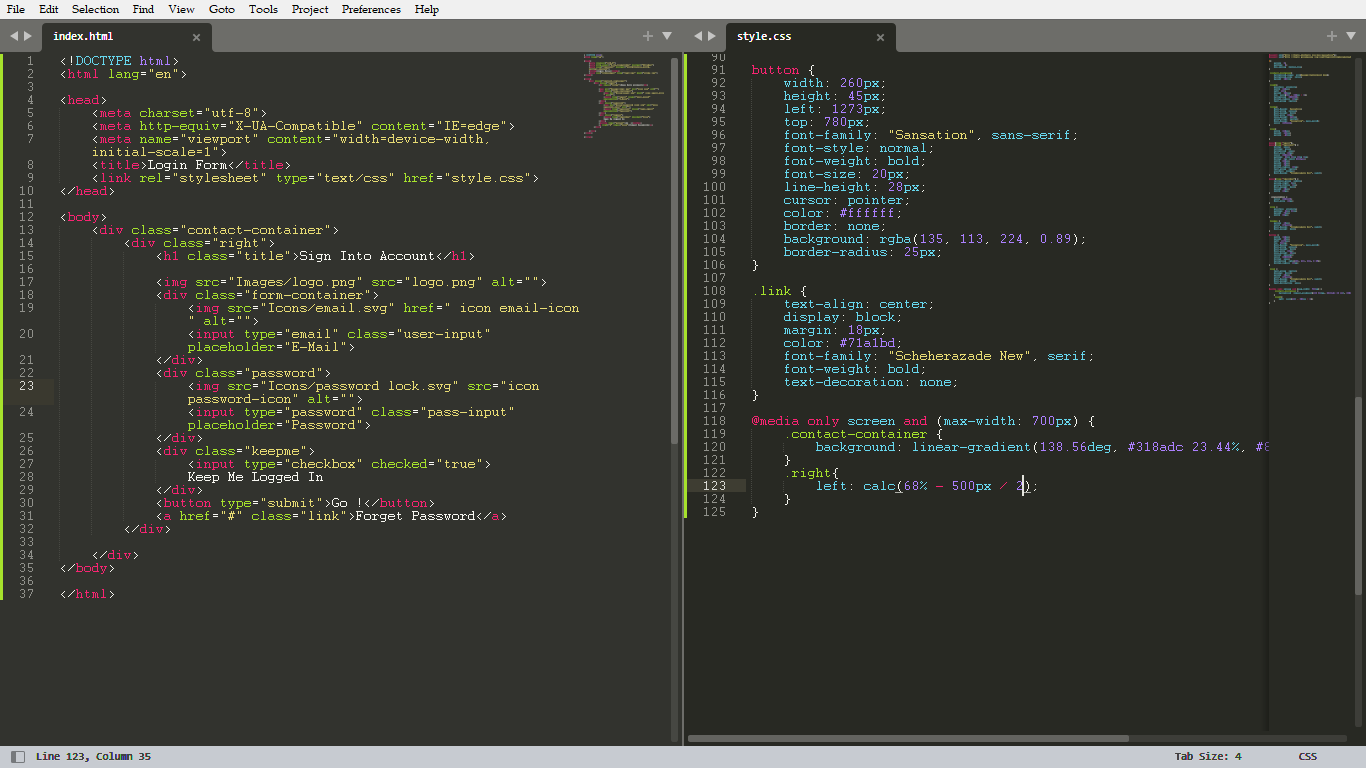 File Edit Selection Find View Goto Tools Project Preferences Help
index.html ×
1 <!DOCTYPE html>
2 <html lang="en">
3
4 <head>
5 <meta charset="utf-8">
6 <meta http-equiv="X-UA-Compatible" content="IE=edge">
7 <meta name="viewport" content="width=device-width,
initial-scale=1">
8 <title>Login Form</title>
9 <link rel="stylesheet" type="text/css" href="style.css">
10 </head>
11
12 <body>
13 <div class="contact-container">
14 <div class="right">
15 <h1 class="title">Sign Into Account</h1>
16
17 <img src="Images/logo.png" src="logo.png" alt="">
18 <div class="form-container">
19 <img src="Icons/email.svg" href=" icon email-icon
" alt="">
20 <input type="email" class="user-input"
placeholder="E-Mail">
21 </div>
22 <div class="password">
23 <img src="Icons/password lock.svg" src="icon
password-icon" alt="">
24 <input type="password" class="pass-input"
placeholder="Password">
25 </div>
26 <div class="keepme">
27 <input type="checkbox" checked="true">
28 Keep Me Logged In
29 </div>
30 <button type="submit">Go !</button>
31 <a href="#" class="link">Forget Password</a>
32 </div>
33
34 </div>
35 </body>
36
37 </html>
style.css ×
90
91 button {
92 width: 260px;
93 height: 45px;
94 left: 1273px;
95 top: 780px;
96 font-family: "Sansation", sans-serif;
97 font-style: normal;
98 font-weight: bold;
99 font-size: 20px;
100 line-height: 28px;
101 cursor: pointer;
102 color: #ffffff;
103 border: none;
104 background: rgba(135, 113, 224, 0.89);
105 border-radius: 25px;
106 }
107
108 .link {
109 text-align: center;
110 display: block;
111 margin: 18px;
112 color: #71a1bd;
113 font-family: "Scheherazade New", serif;
114 font-weight: bold;
115 text-decoration: none;
116 }
117
118 @media only screen and (max-width: 700px) {
119 .contact-container {
120 background: linear-gradient(138.56deg, #318adc 23.44%, #8
121 }
122 .right{
123 left: calc(68% - 500px / 2);
124 }
125 }
Line 123, Column 35 Tab Size: 4 CSS